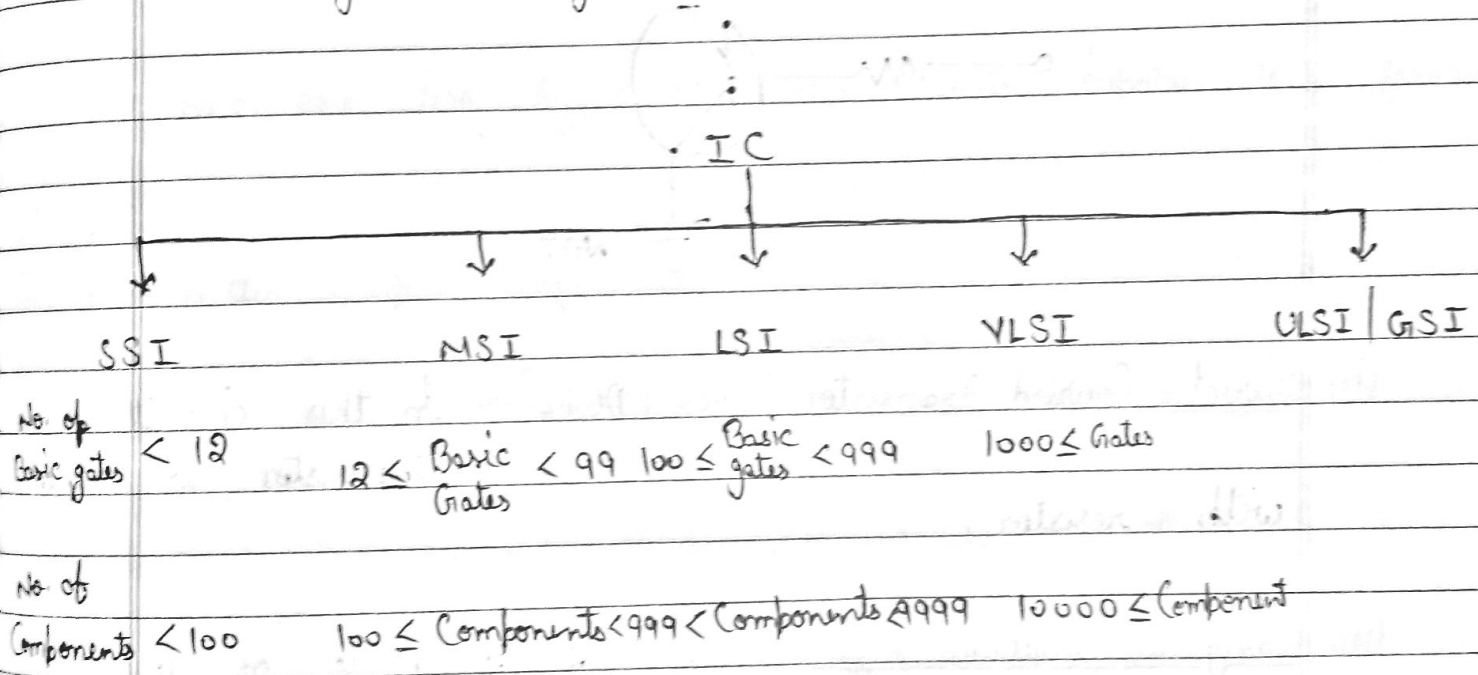 IC
SSI MSI LSI VLSI ULSI | GSI
No. of
Basic gates < 12 12 ≤ Basic Gates < 99 100 ≤ Basic gates < 999 1000 ≤ Gates
No. of
Components < 100 100 ≤ Components < 999 < Components < 9999 10000 ≤ Component